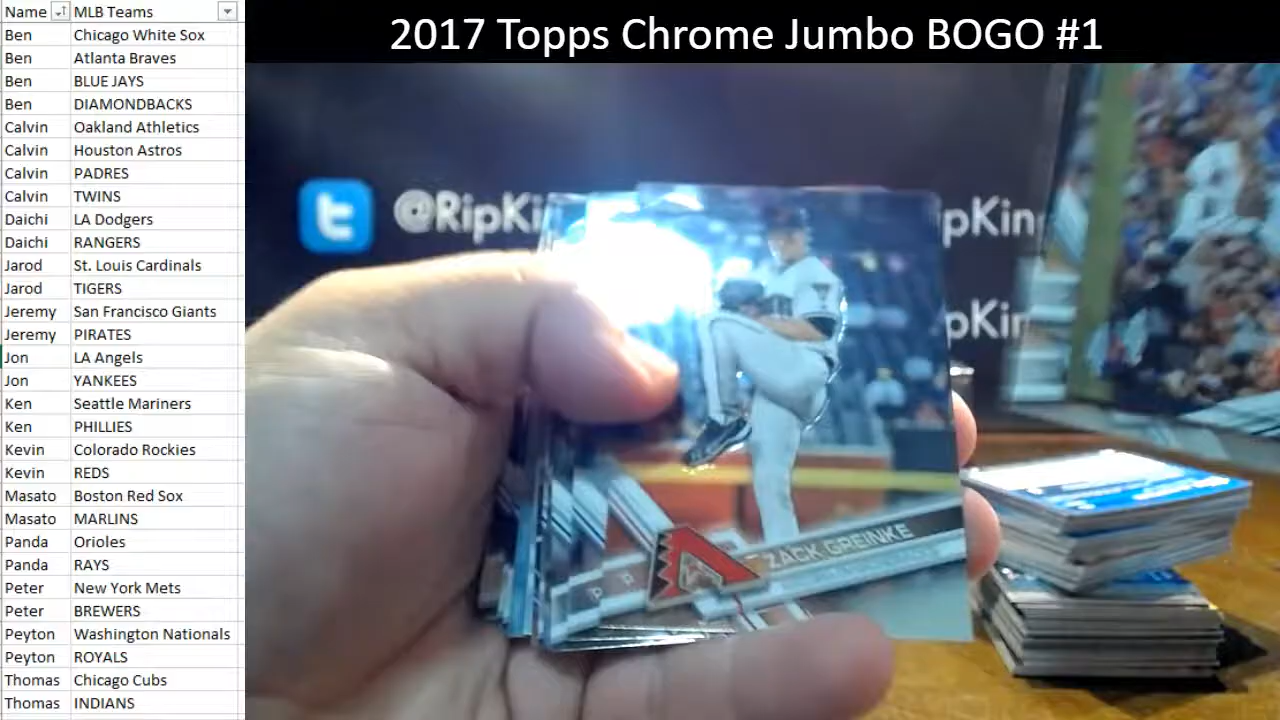 Name MLB Teams
Ben Chicago White Sox
Ben Atlanta Braves
Ben BLUE JAYS
Ben DIAMONDBACKS
Calvin Oakland Athletics
Calvin Houston Astros
Calvin PADRES
Calvin TWINS
Daichi LA Dodgers
Daichi RANGERS
Jarod St. Louis Cardinals
Jarod TIGERS
Jeremy San Francisco Giants
Jeremy PIRATES
Jon LA Angels
Jon YANKEES
Ken Seattle Mariners
Ken PHILLIES
Kevin Colorado Rockies
Kevin REDS
Masato Boston Red Sox
Masato MARLINS
Panda Orioles
Panda RAYS
Peter New York Mets
Peter BREWERS
Peyton Washington Nationals
Peyton ROYALS
Thomas Chicago Cubs
Thomas INDIANS
2017 Topps Chrome Jumbo BOGO #1
@RipKi
ipKing
pKin
ZACK GREINKE
P